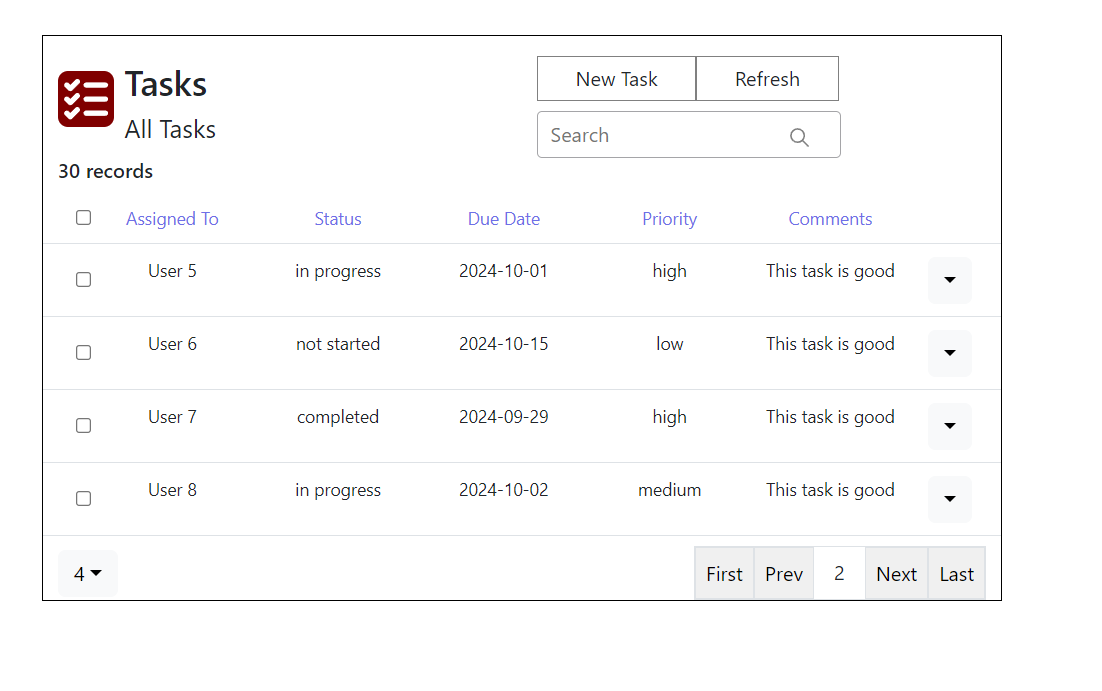 Tasks
All Tasks
New Task Refresh
Search
30 records
Assigned To Status Due Date Priority Comments
User 5 in progress 2024-10-01 high This task is good
User 6 not started 2024-10-15 low This task is good
User 7 completed 2024-09-29 high This task is good
User 8 in progress 2024-10-02 medium This task is good
4 First Prev 2 Next Last